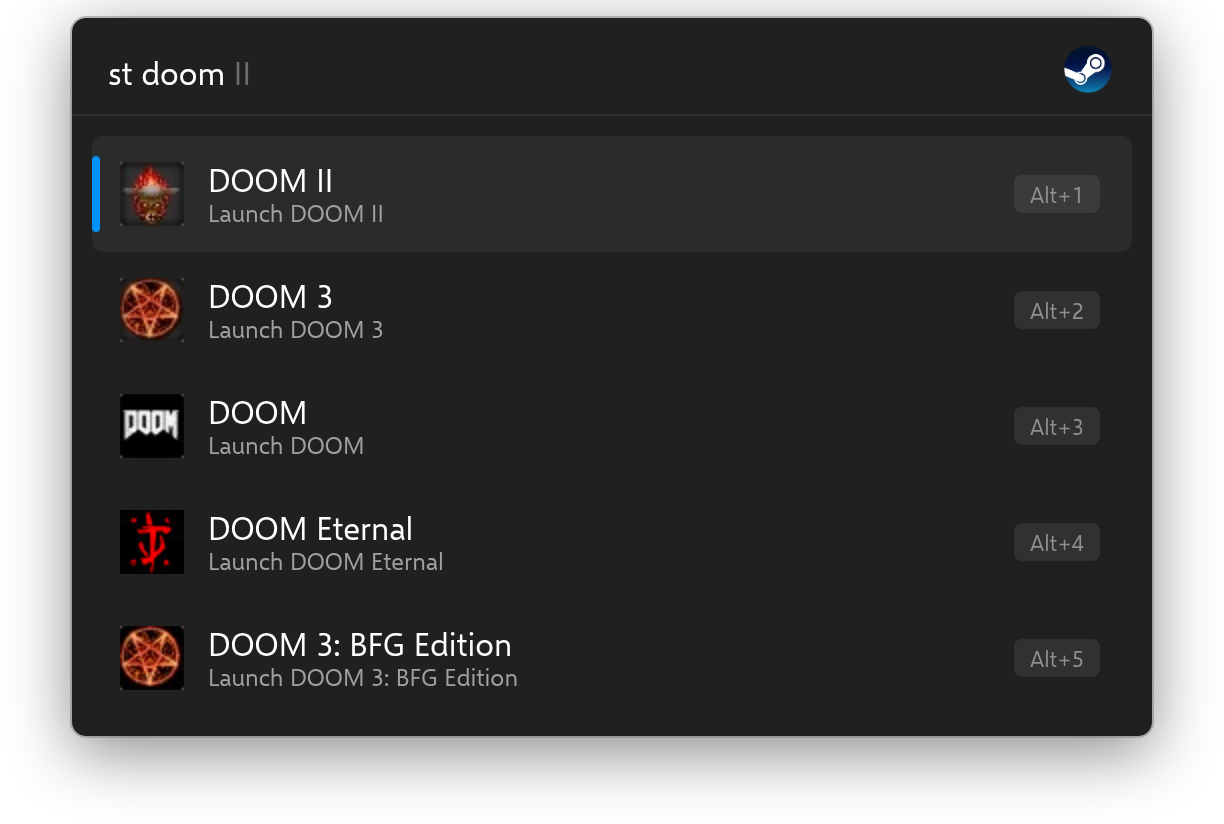 st doom II
DOOM II
Launch DOOM II
Alt+1
DOOM 3
Launch DOOM 3
Alt+2
DOOM
DOOM
Launch DOOM
Alt+3
DOOM Eternal
Launch DOOM Eternal
Alt+4
DOOM 3: BFG Edition
Launch DOOM 3: BFG Edition
Alt+5